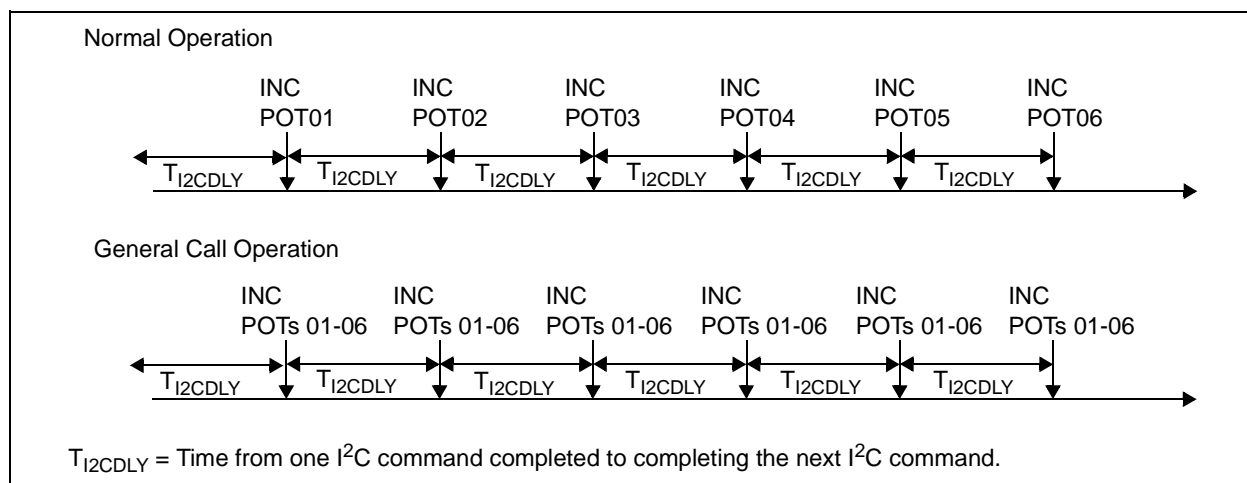 Normal Operation
INC INC INC INC INC INC
POT01 POT02 POT03 POT04 POT05 POT06
TI2CDLY TI2CDLY TI2CDLY TI2CDLY TI2CDLY TI2CDLY
General Call Operation
INC INC INC INC INC INC
POTs 01-06 POTs 01-06 POTs 01-06 POTs 01-06 POTs 01-06 POTs 01-06
TI2CDLY TI2CDLY TI2CDLY TI2CDLY TI2CDLY TI2CDLY
TI2CDLY = Time from one I²C command completed to completing the next I²C command.